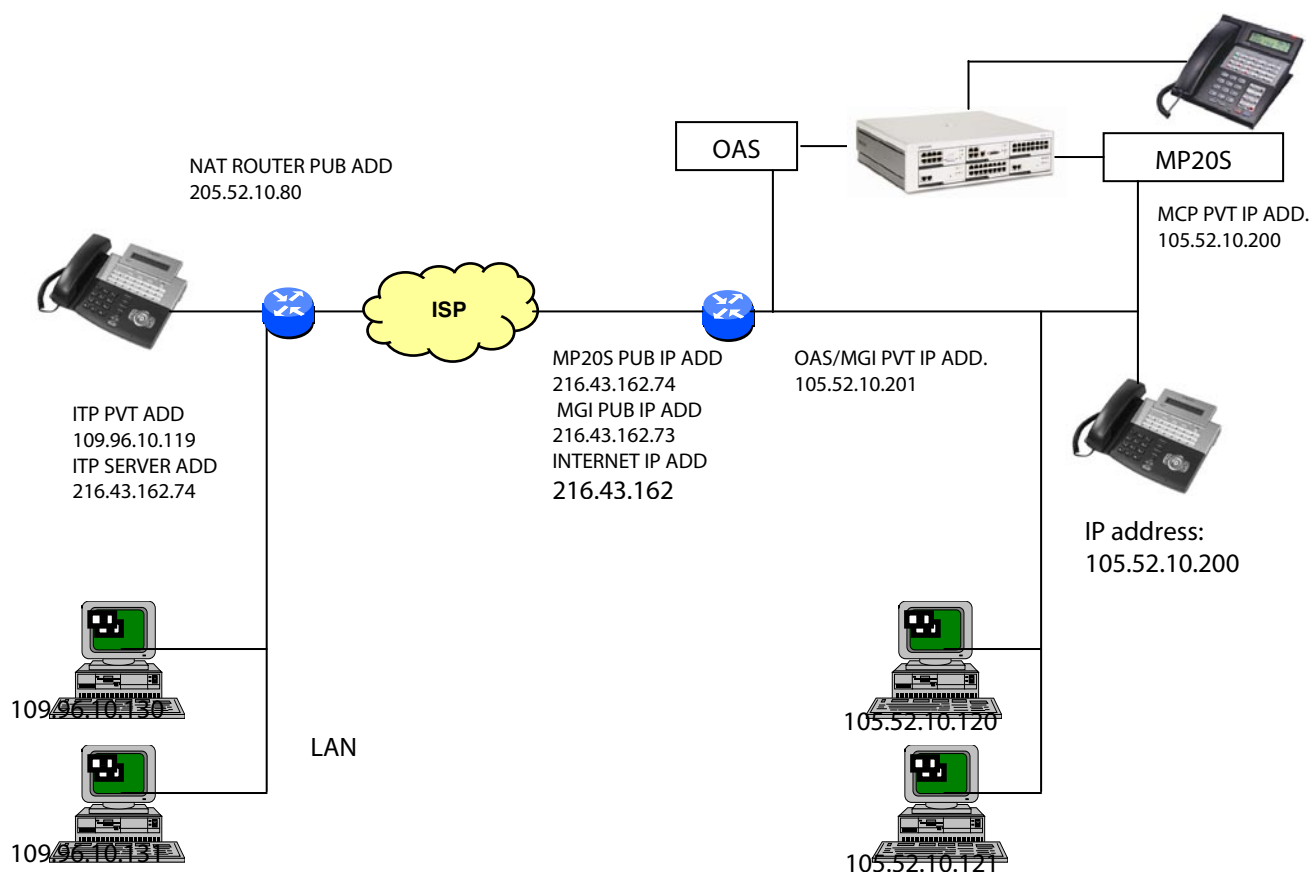 OAS
MP20S
NAT ROUTER PUB ADD
205.52.10.80
MCP PVT IP ADD.
105.52.10.200
ISP
MP20S PUB IP ADD
216.43.162.74
MGI PUB IP ADD
216.43.162.73
INTERNET IP ADD
216.43.162
OAS/MGI PVT IP ADD.
105.52.10.201
ITP PVT ADD
109.96.10.119
ITP SERVER ADD
216.43.162.74
IP address:
105.52.10.200
109.96.10.130
105.52.10.120
LAN
109.96.10.131
105.52.10.121